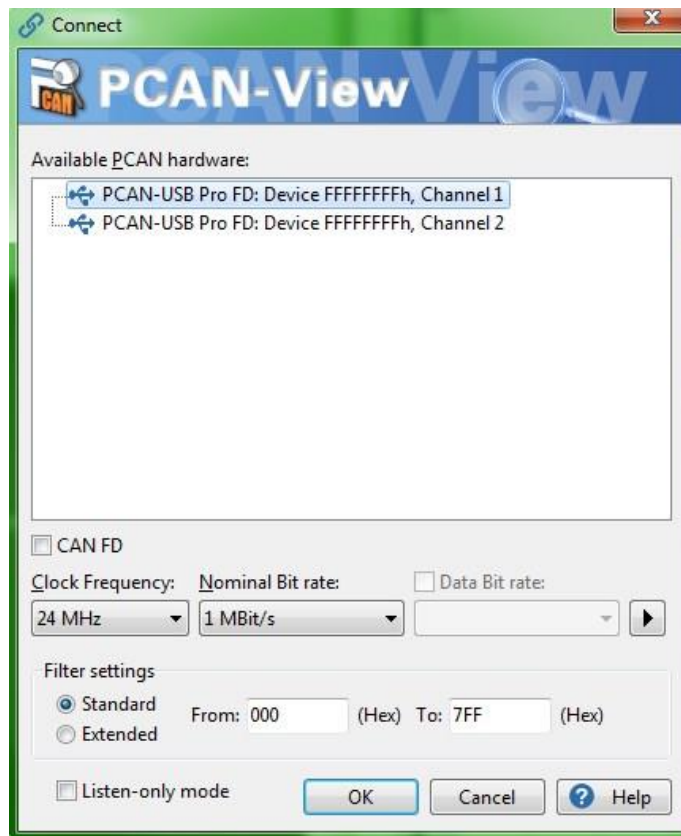 Connect
PCAN-View
CAN
Available PCAN hardware:
PCAN-USB Pro FD: Device FFFFFFFFh, Channel 1
PCAN-USB Pro FD: Device FFFFFFFFh, Channel 2
CAN FD
Clock Frequency: Nominal Bit rate: Data Bit rate:
24 MHz 1 MBit/s
Filter settings
Standard
From: 000 (Hex) To: 7FF (Hex)
Extended
Listen-only mode OK Cancel ? Help